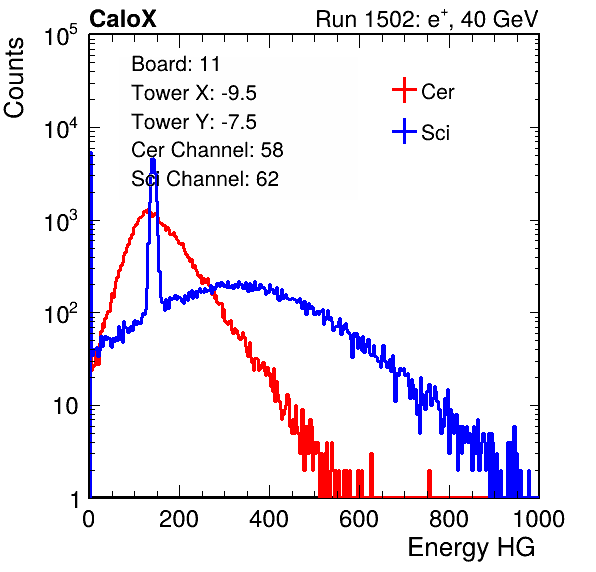 CaloX Run 1502: e⁺, 40 GeV
Counts
Board: 11
Tower X: -9.5
Tower Y: -7.5
Cer Channel: 58
Sci Channel: 62
Cer
Sci
10⁵
10⁴
10³
10²
10
1
0 200 400 600 800 1000
Energy HG